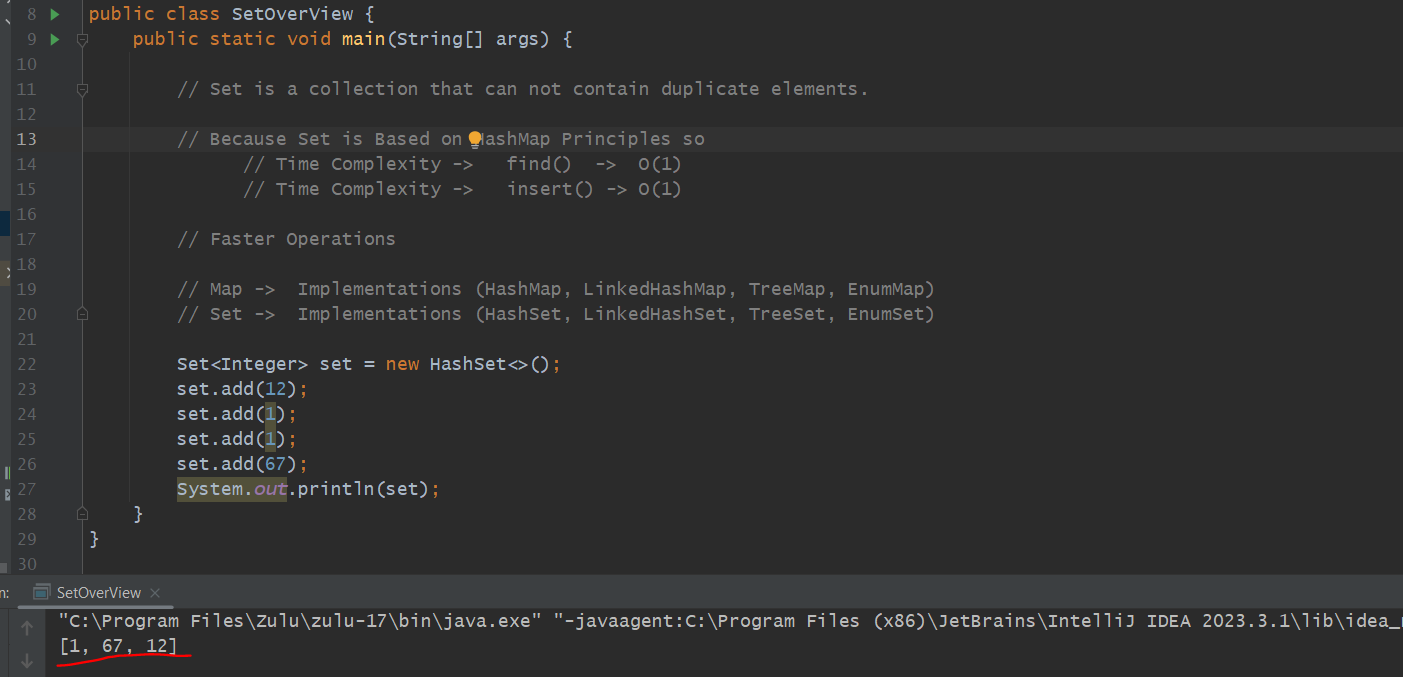 8 public class SetOverView {
9 public static void main(String[] args) {
10
11 // Set is a collection that can not contain duplicate elements.
12
13 // Because Set is Based on HashMap Principles so
14 // Time Complexity -> find() -> O(1)
15 // Time Complexity -> insert() -> O(1)
16
17 // Faster Operations
18
19 // Map -> Implementations (HashMap, LinkedHashMap, TreeMap, EnumMap)
20 // Set -> Implementations (HashSet, LinkedHashSet, TreeSet, EnumSet)
21
22 Set<Integer> set = new HashSet<>();
23 set.add(12);
24 set.add(1);
25 set.add(1);
26 set.add(67);
27 System.out.println(set);
28 }
29 }
30
n: SetOverView
"C:\Program Files\Zulu\zulu-17\bin\java.exe" "-javaagent:C:\Program Files (x86)\JetBrains\IntelliJ IDEA 2023.3.1\lib\idea_
[1, 67, 12]